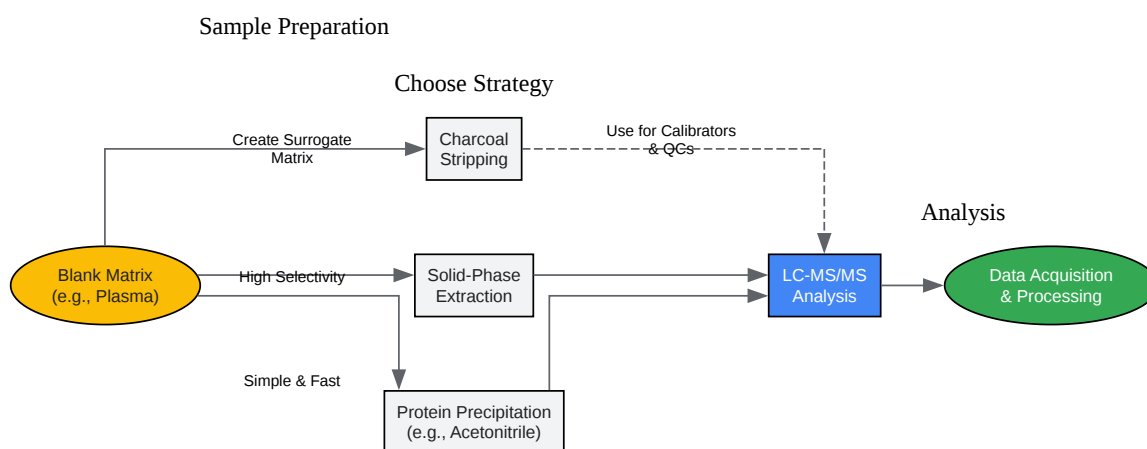 Sample Preparation
Choose Strategy
Create Surrogate
Matrix
Charcoal
Stripping
Use for Calibrators
& QCs
Analysis
Blank Matrix
(e.g., Plasma)
High Selectivity
Solid-Phase
Extraction
LC-MS/MS
Analysis
Data Acquisition
& Processing
Simple & Fast
Protein Precipitation
(e.g., Acetonitrile)